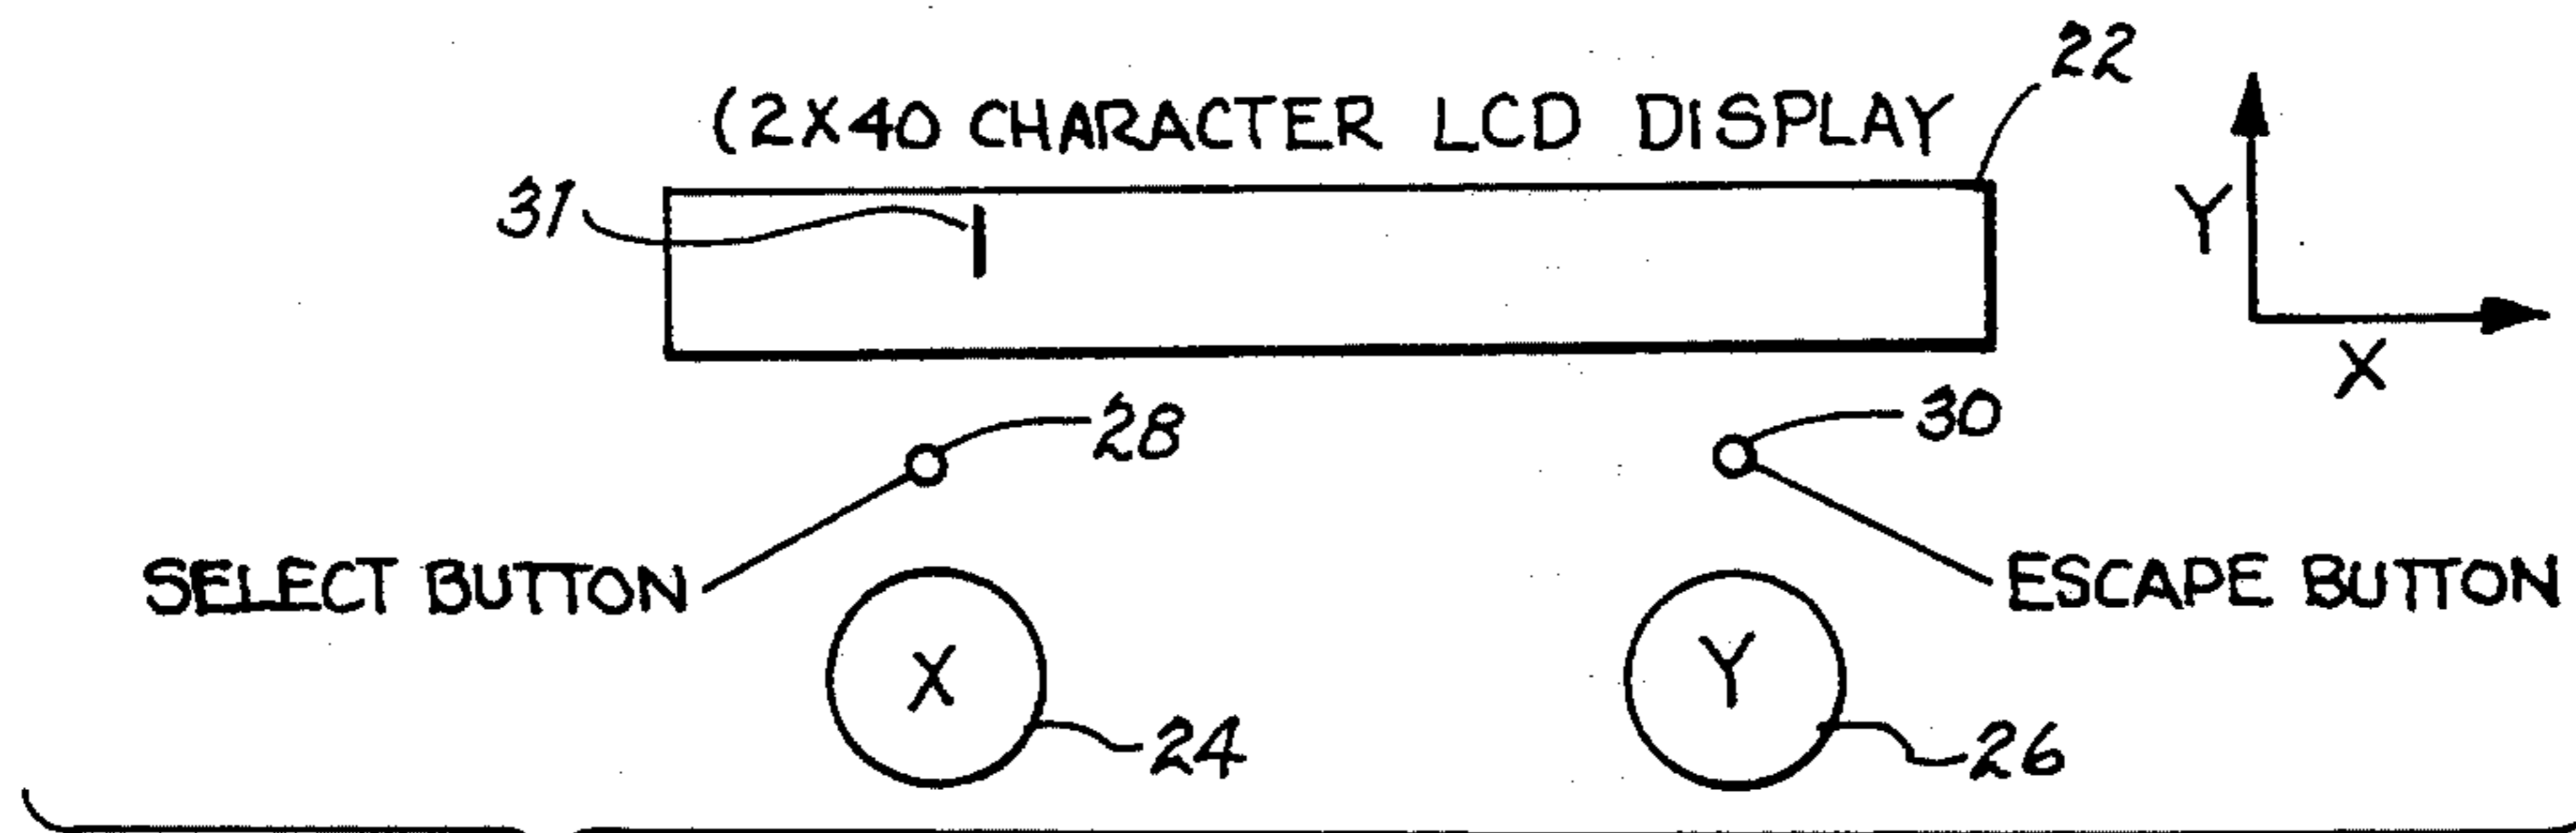 22
(2X40 CHARACTER LCD DISPLAY
31
Y
X
28
30
SELECT BUTTON
ESCAPE BUTTON
X
Y
24
26